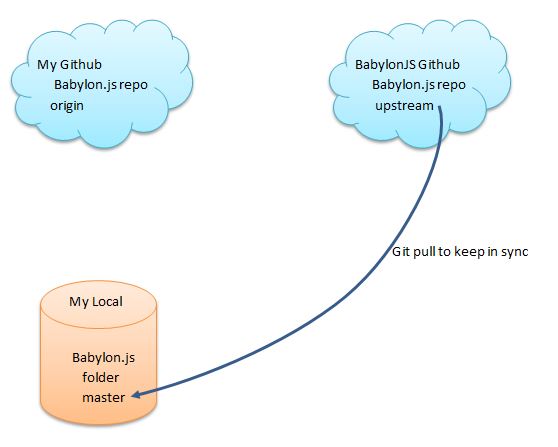 My Github
Babylon.js repo
origin
BabylonJS Github
Babylon.js repo
upstream
Git pull to keep in sync
My Local
Babylon.js
folder
master